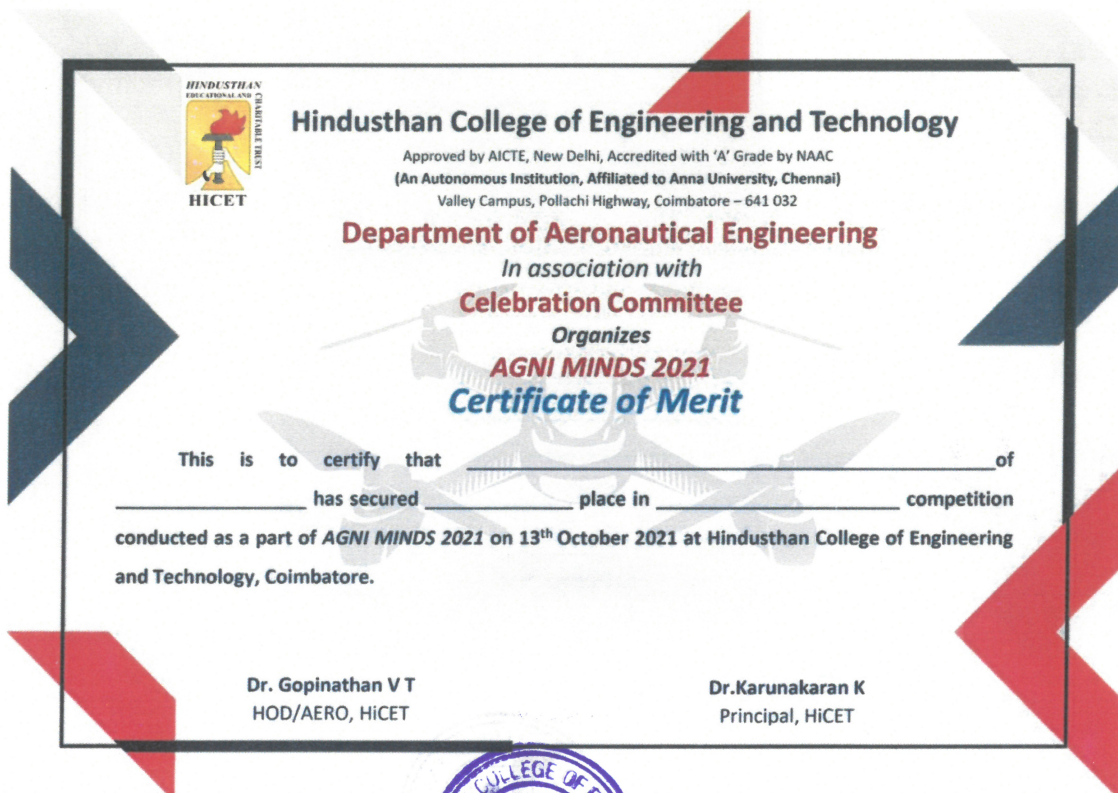 HINDUSTHAN
EDUCATIONAL AND
CHARITABLE TRUST
HICET
Hindusthan College of Engineering and Technology
Approved by AICTE, New Delhi, Accredited with ‘A’ Grade by NAAC
(An Autonomous Institution, Affiliated to Anna University, Chennai)
Valley Campus, Pollachi Highway, Coimbatore – 641 032
Department of Aeronautical Engineering
In association with
Celebration Committee
Organizes
AGNI MINDS 2021
Certificate of Merit
This is to certify that ____________________ of
____________________ has secured ____________________ place in ____________________ competition
conducted as a part of AGNI MINDS 2021 on 13th October 2021 at Hindusthan College of Engineering
and Technology, Coimbatore.
Dr. Gopinathan V T
HOD/AERO, HiCET
Dr.Karunakaran K
Principal, HiCET
COLLEGE OF